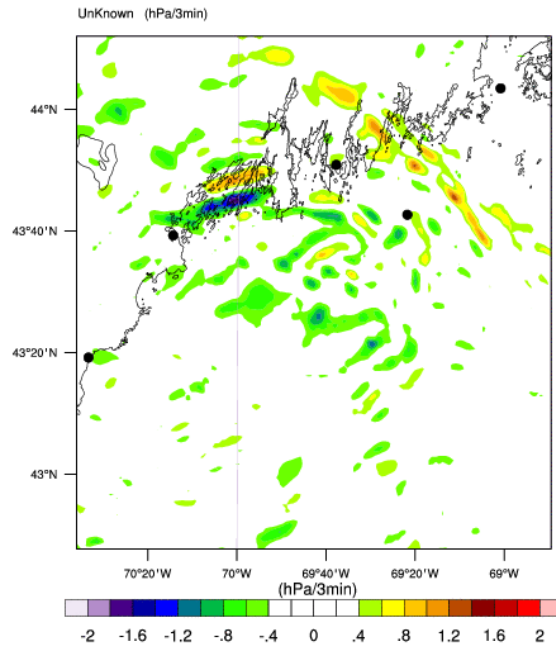 UnKnown (hPa/3min)
44°N
43°40'N
43°20'N
43°N
70°20'W 70°W 69°40'W 69°20'W 69°W
(hPa/3min)
-2 -1.6 -1.2 -.8 -.4 0 .4 .8 1.2 1.6 2